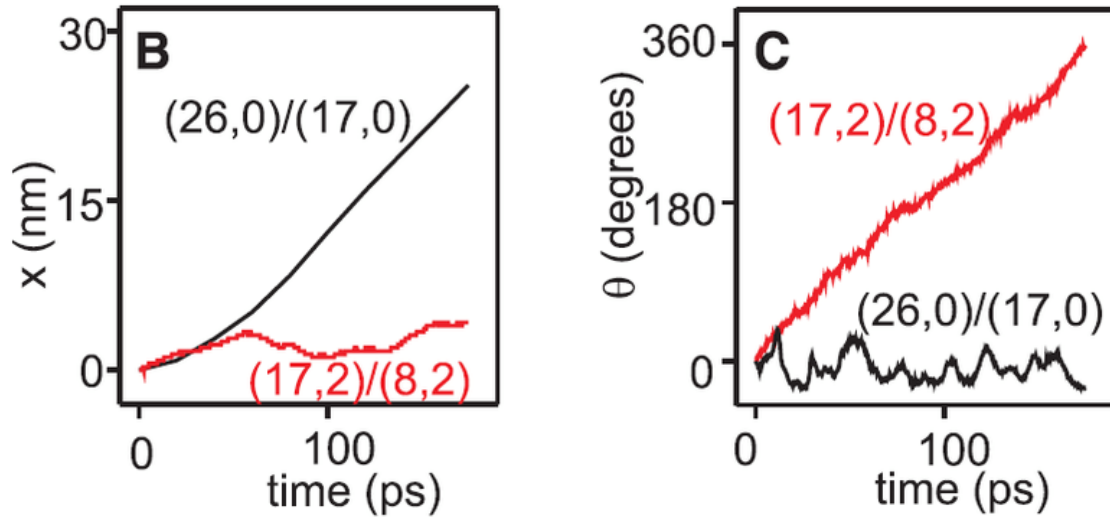 B
30
15
0
x (nm)
(26,0)/(17,0)
(17,2)/(8,2)
0
100
time (ps)
C
360
180
0
θ (degrees)
(17,2)/(8,2)
(26,0)/(17,0)
0
100
time (ps)